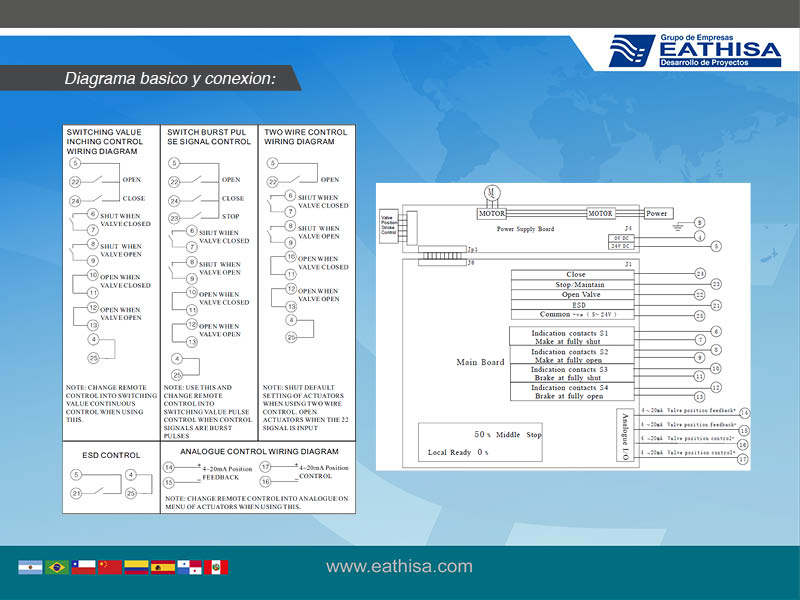 Grupo de Empresas
EATHISA
Desarrollo de Proyectos
Diagrama basico y conexion:
SWITCHING VALUE
INCHING CONTROL
WIRING DIAGRAM
5
22
OPEN
24
CLOSE
6
SHUT WHEN
VALVE CLOSED
7
8
SHUT WHEN
VALVE OPEN
9
10
OPEN WHEN
VALVE CLOSED
11
12
OPEN WHEN
VALVE OPEN
13
4
25
NOTE: CHANGE REMOTE
CONTROL INTO SWITCHING
VALUE CONTINUOUS
CONTROL WHEN USING
THIS.
SWITCH BURST PUL
SE SIGNAL CONTROL
5
22
OPEN
24
CLOSE
23
STOP
6
SHUT WHEN
VALVE CLOSED
7
8
SHUT WHEN
VALVE OPEN
9
10
OPEN WHEN
VALVE CLOSED
11
12
OPEN WHEN
VALVE OPEN
13
4
25
NOTE: USE THIS AND
CHANGE REMOTE
CONTROL INTO
SWITCHING VALUE PULSE
CONTROL WHEN CONTROL
SIGNALS ARE BURST
PULSES
TWO WIRE CONTROL
WIRING DIAGRAM
5
22
OPEN
6
SHUT WHEN
VALVE CLOSED
7
8
SHUT WHEN
VALVE OPEN
9
10
OPEN WHEN
VALVE CLOSED
11
12
OPEN WHEN
VALVE OPEN
13
4
25
NOTE: SHUT DEFAULT
SETTING OF ACTUATORS
WHEN USING TWO WIRE
CONTROL, OPEN
ACTUATORS WHEN THE 22
SIGNAL IS INPUT
ESD CONTROL
5
4
21
25
ANALOGUE CONTROL WIRING DIAGRAM
14
+
4-20mA Position
FEEDBACK
15
-
17
+
4-20mA Position
CONTROL
16
-
NOTE: CHANGE REMOTE CONTROL INTO ANALOGUE ON
MENU OF ACTUATORS WHEN USING THIS.
M
MOTOR
MOTOR
Power
Valve
Position
Stroke
Control
Power Supply Board
J4
0V DC
24V DC
4
5
Jp1
J6
J1
Close
24
Stop/Maintain
23
Open Valve
22
ESD
21
Common -ve ( 5~24V )
25
Main Board
Indication contacts S1
Make at fully shut
6
7
Indication contacts S2
Make at fully open
8
9
Indication contacts S3
Brake at fully shut
10
11
Indication contacts S4
Brake at fully open
12
13
50 % Middle Stop
Local Ready 0 %
Analogue I/O
4 ~20mA Valve position feedback+
14
4 ~20mA Valve position feedback-
15
4 ~20mA Valve position control-
16
4 ~20mA Valve position control+
17
www.eathisa.com